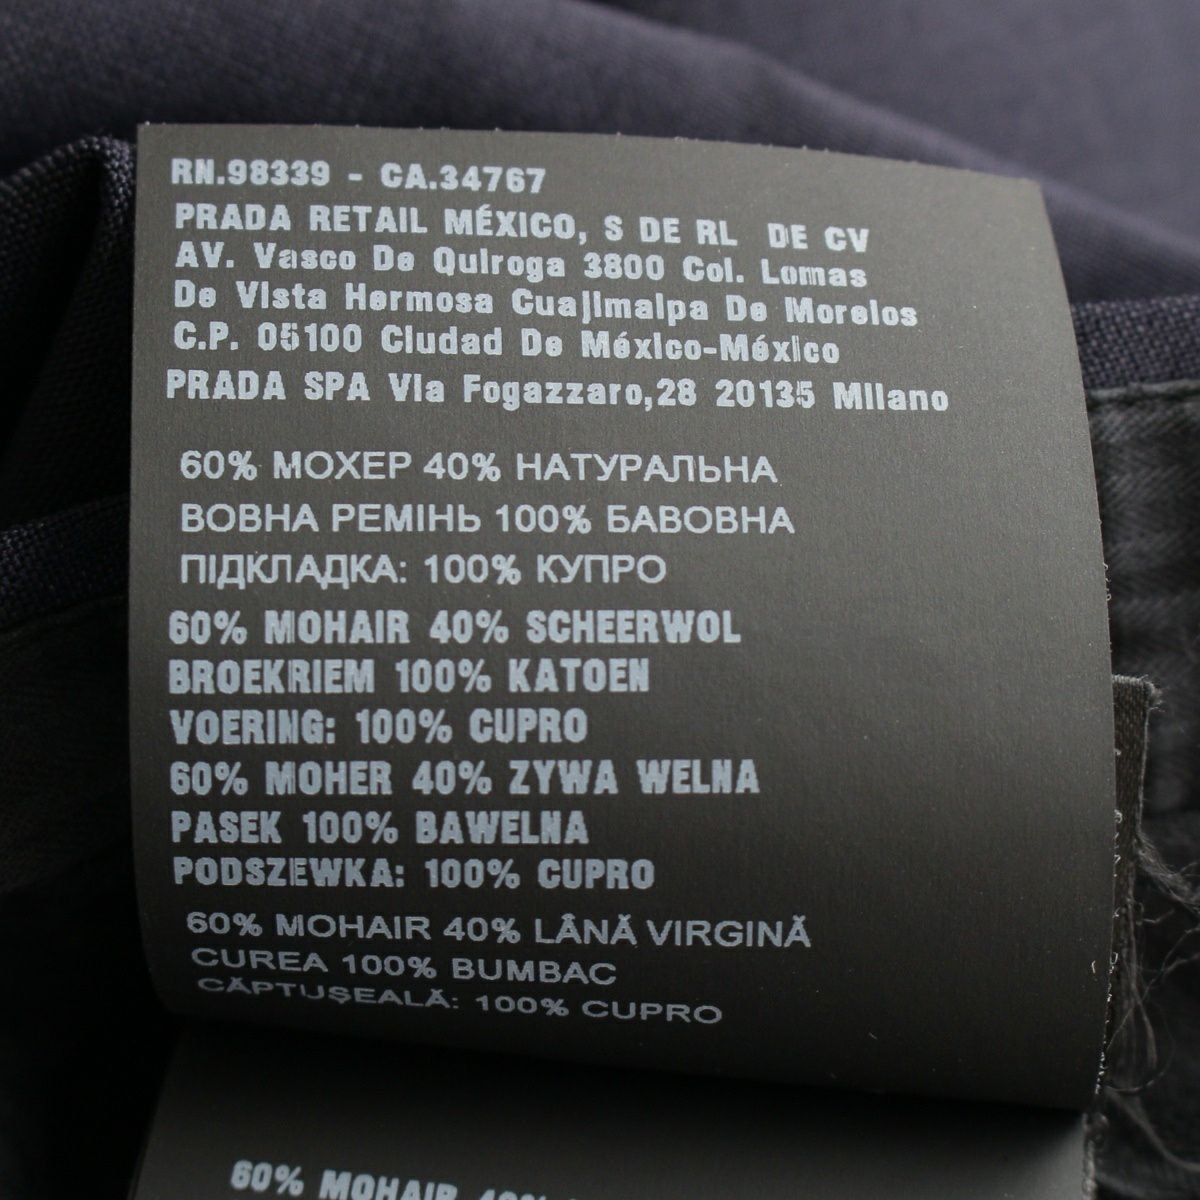 RN.98339 - CA.34767
PRADA RETAIL MÉXICO, S DE RL DE CV
AV. Vasco De Quiroga 3800 Col. Lomas
De Vista Hermosa Cuajimalpa De Morelos
C.P. 05100 Ciudad De México-México
PRADA SPA Via Fogazzaro,28 20135 Milano
60% МОХЕР 40% НАТУРАЛЬНА
ВОВНА РЕМІНЬ 100% БАВОВНА
ПІДКЛАДКА: 100% КУПРО
60% MOHAIR 40% SCHEERWOL
BROEKRIEM 100% KATOEN
VOERING: 100% CUPRO
60% MOHER 40% ZYWA WELNA
PASEK 100% BAWELNA
PODSZEWKA: 100% CUPRO
60% MOHAIR 40% LÂNĂ VIRGINĂ
CUREA 100% BUMBAC
CĂPTUŞEALĂ: 100% CUPRO
60% MOHAIR 40%